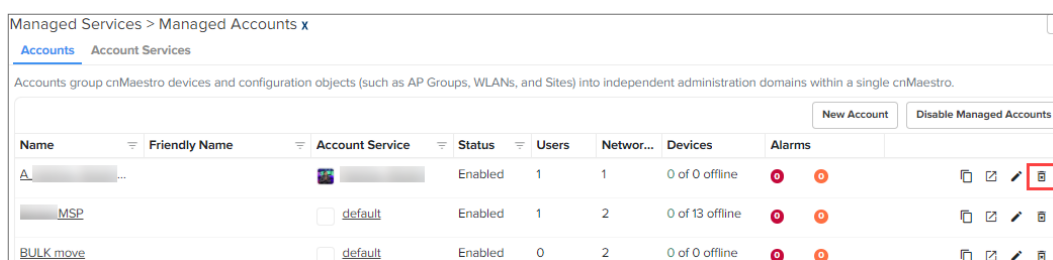 Managed Services > Managed Accounts x
Accounts Account Services
Accounts group cnMaestro devices and configuration objects (such as AP Groups, WLANs, and Sites) into independent administration domains within a single cnMaestro.
New Account Disable Managed Accounts
Name Friendly Name Account Service Status Users Networ... Devices Alarms
A ... Enabled 1 1 0 of 0 offline 0 0
MSP default Enabled 1 2 0 of 13 offline 0 0
BULK move default Enabled 0 2 0 of 0 offline 0 0